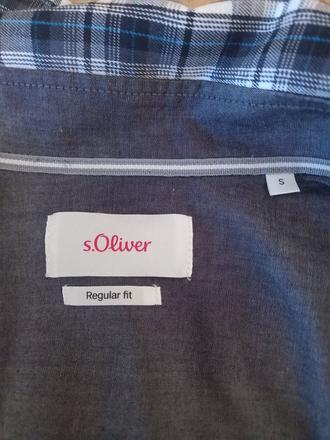 S
s.Oliver
Regular fit